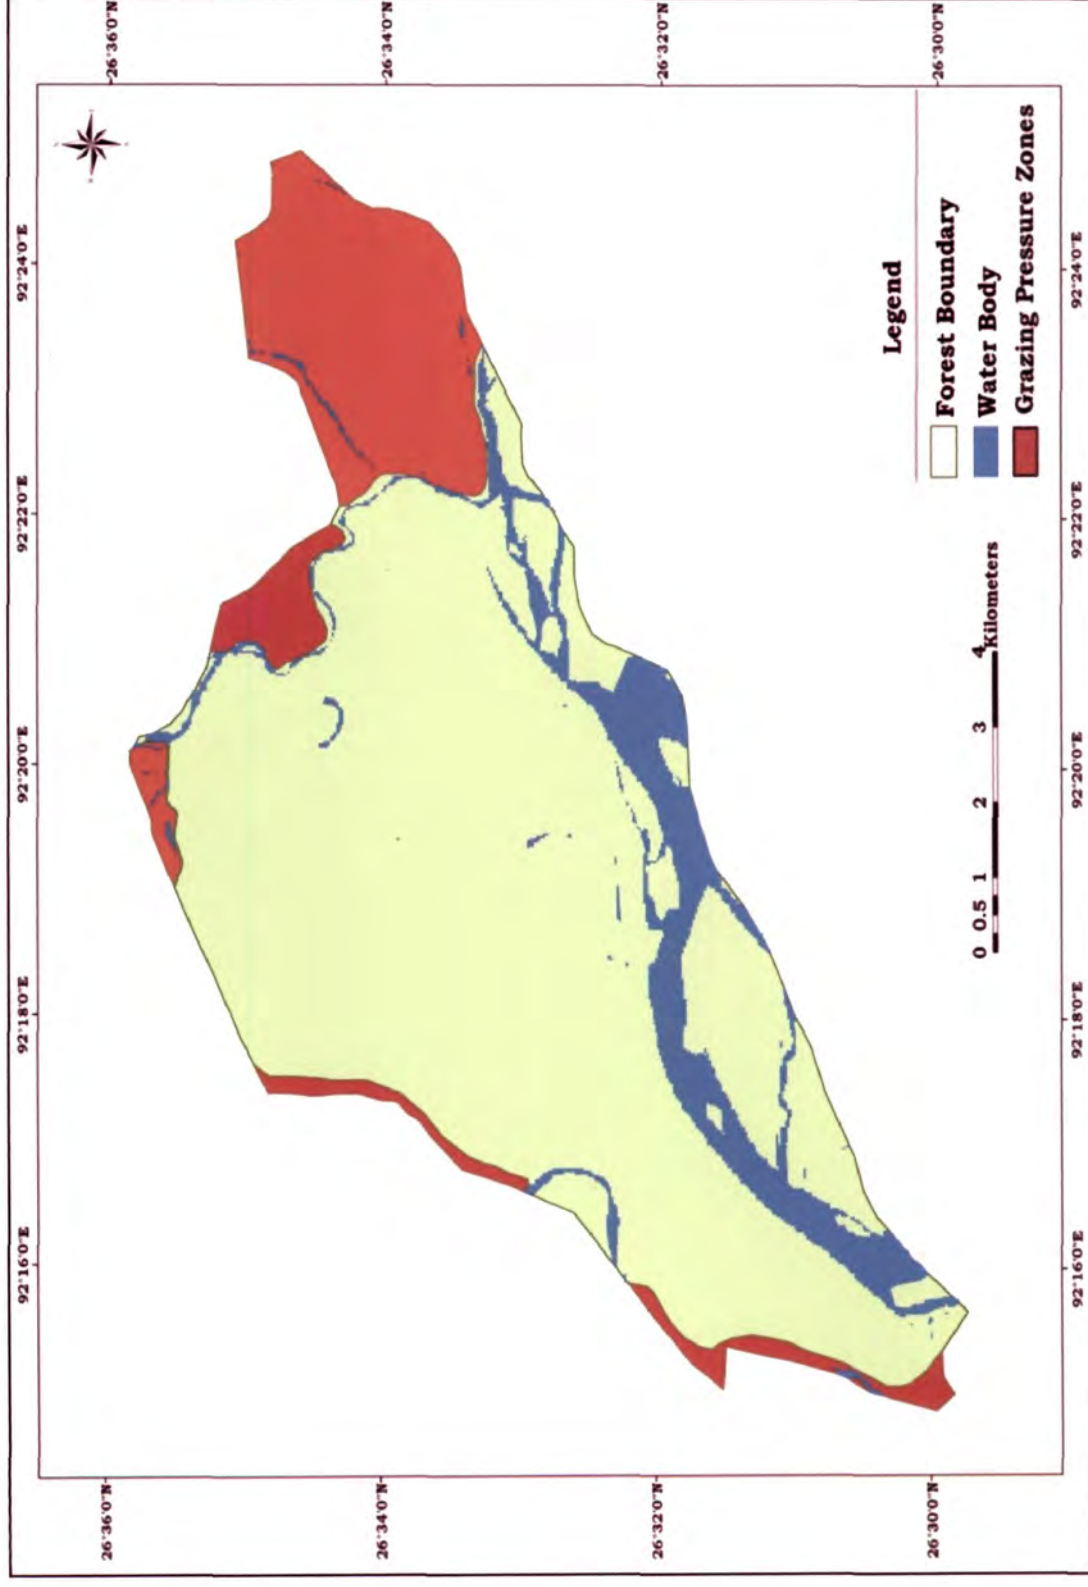 92°16'0"E 92°18'0"E 92°20'0"E 92°22'0"E 92°24'0"E
26°36'0"N 26°36'0"N
26°34'0"N 26°34'0"N
26°32'0"N 26°32'0"N
26°30'0"N 26°30'0"N
Legend
Forest Boundary
Water Body
Grazing Pressure Zones
0 0.5 1 2 3 4
Kilometers
92°16'0"E 92°18'0"E 92°20'0"E 92°22'0"E 92°24'0"E